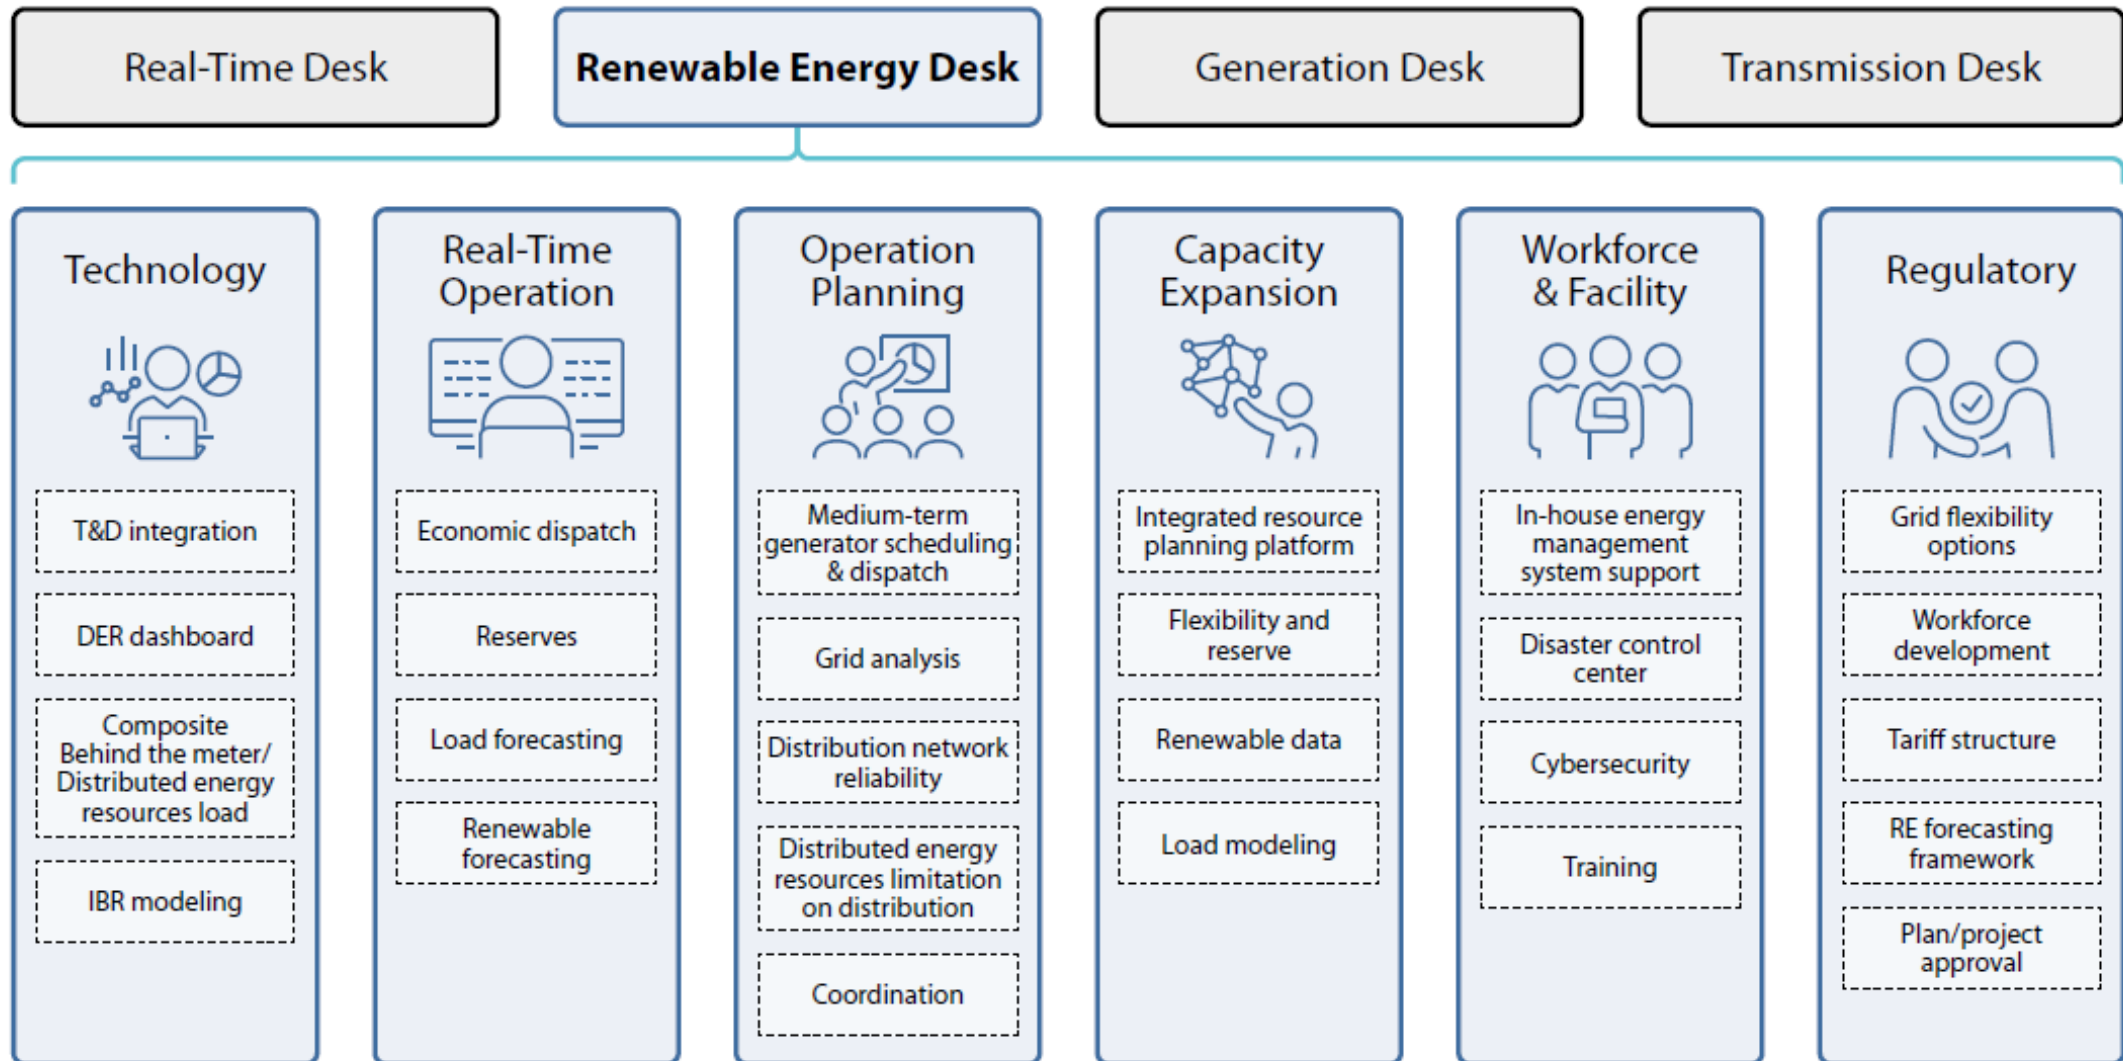 Real-Time Desk
Renewable Energy Desk
Generation Desk
Transmission Desk
Technology
T&D integration
DER dashboard
Composite
Behind the meter/
Distributed energy
resources load
IBR modeling
Real-Time
Operation
Economic dispatch
Reserves
Load forecasting
Renewable
forecasting
Operation
Planning
Medium-term
generator scheduling
& dispatch
Grid analysis
Distribution network
reliability
Distributed energy
resources limitation
on distribution
Coordination
Capacity
Expansion
Integrated resource
planning platform
Flexibility and
reserve
Renewable data
Load modeling
Workforce
& Facility
In-house energy
management
system support
Disaster control
center
Cybersecurity
Training
Regulatory
Grid flexibility
options
Workforce
development
Tariff structure
RE forecasting
framework
Plan/project
approval